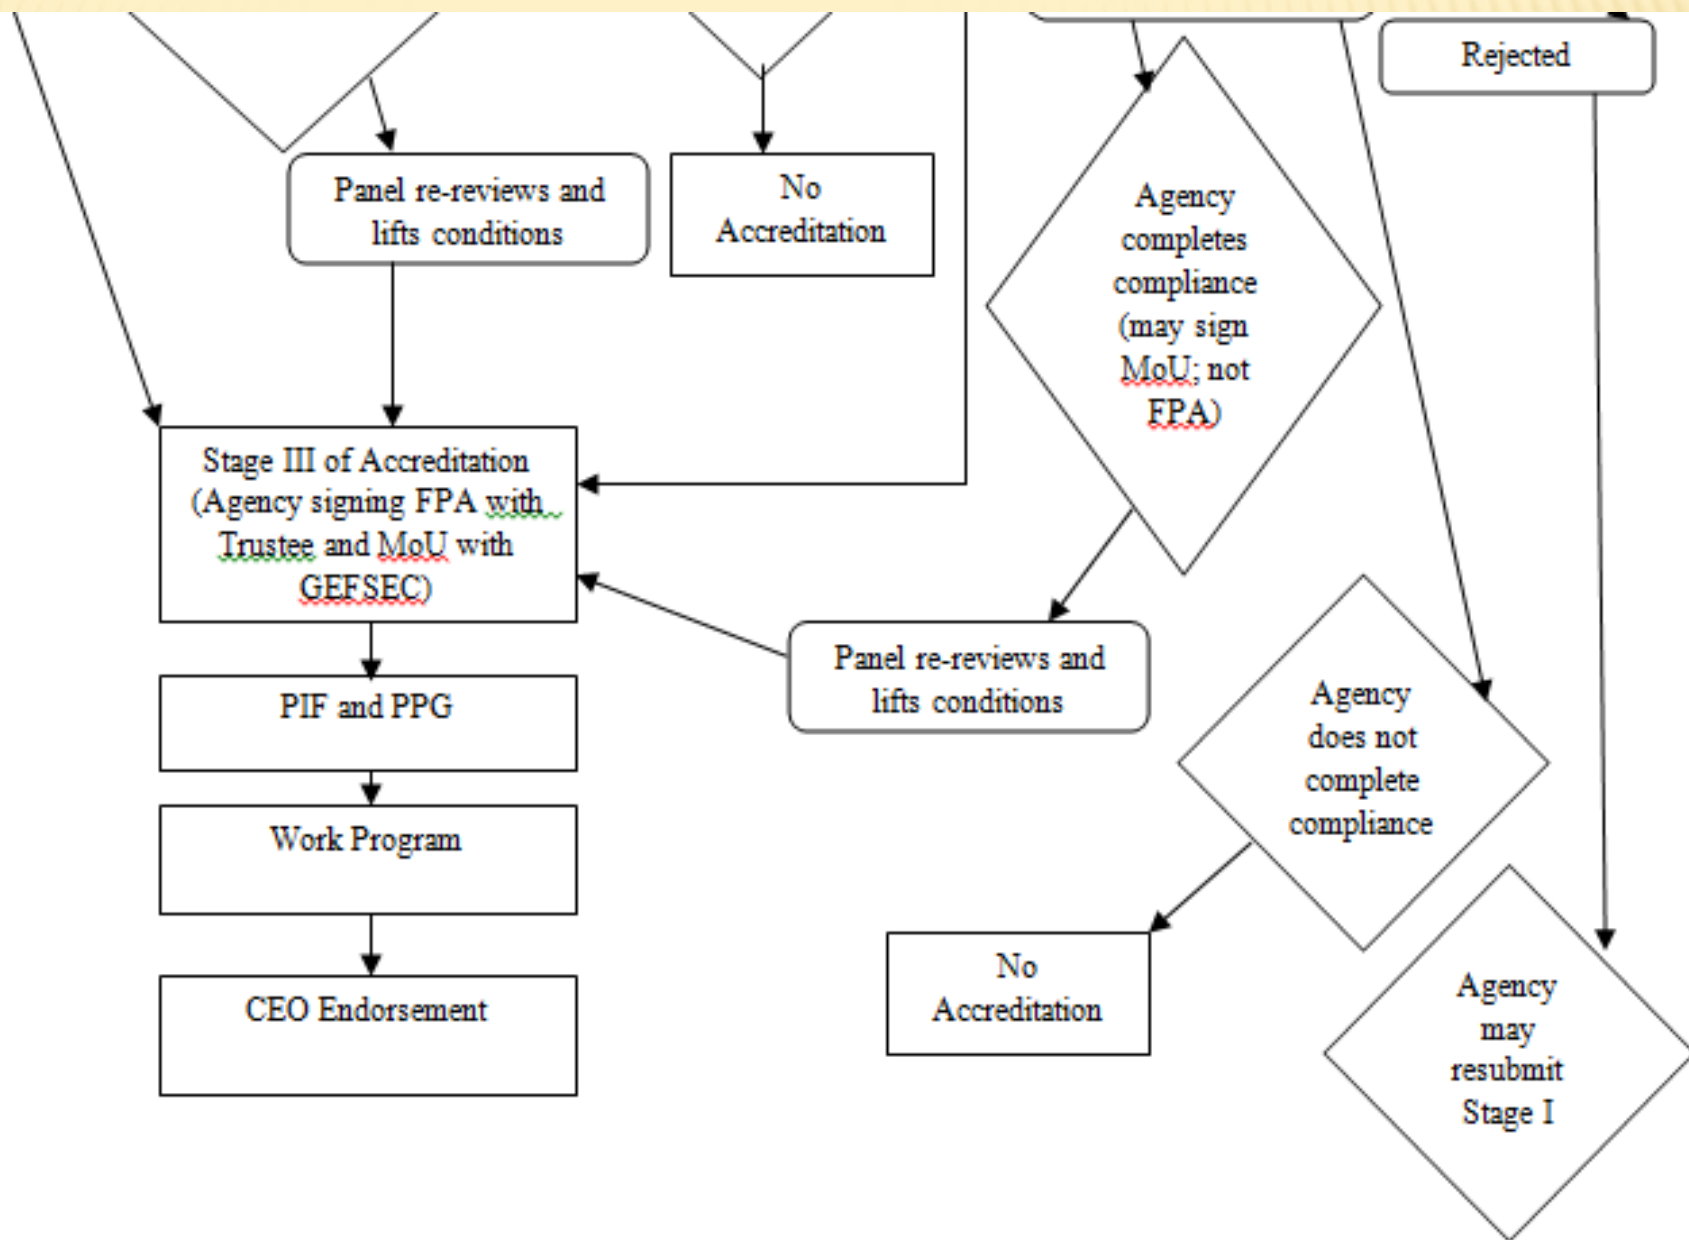 Rejected
Panel re-reviews and
lifts conditions
No
Accreditation
Agency
completes
compliance
(may sign
MoU; not
FPA)
Stage III of Accreditation
(Agency signing FPA with
Trustee and MoU with
GEFSEC)
Panel re-reviews and
lifts conditions
PIF and PPG
Agency
does not
complete
compliance
Work Program
No
Accreditation
CEO Endorsement
Agency
may
resubmit
Stage I